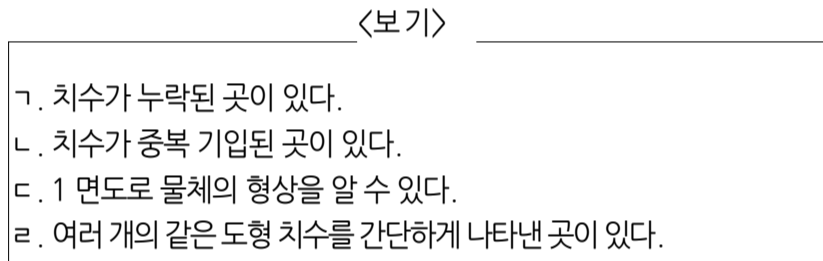 <보 기>
ㄱ. 치수가 누락된 곳이 있다.
ㄴ. 치수가 중복 기입된 곳이 있다.
ㄷ. 1 면도로 물체의 형상을 알 수 있다.
ㄹ. 여러 개의 같은 도형 치수를 간단하게 나타낸 곳이 있다.